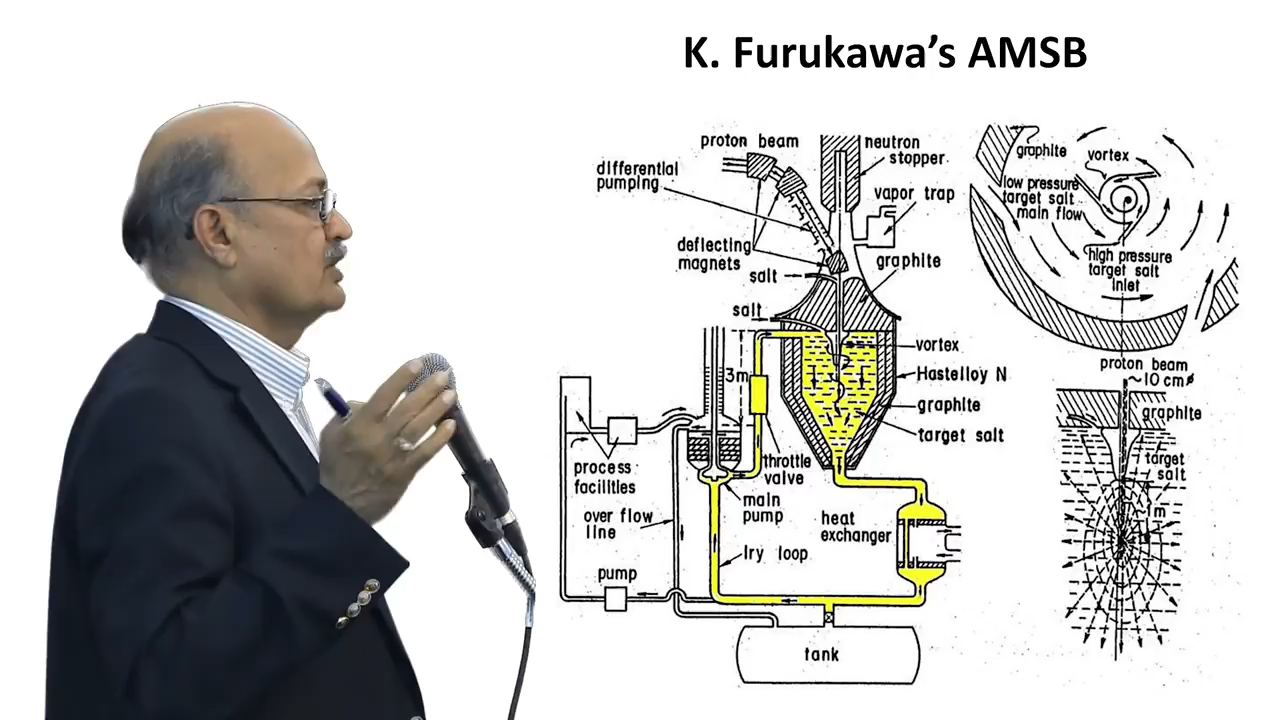 K. Furukawa’s AMSB
proton beam
differential
pumping
deflecting
magnets
salt
salt
neutron
stopper
vapor trap
graphite
vortex
Hastelloy N
graphite
target salt
3m
throttle
valve
main
pump
process
facilities
over flow
line
Iry loop
heat
exchanger
pump
tank
graphite
vortex
low pressure
target salt
main flow
high pressure
target salt
inlet
proton beam
~10 cmø
graphite
target
salt
1m